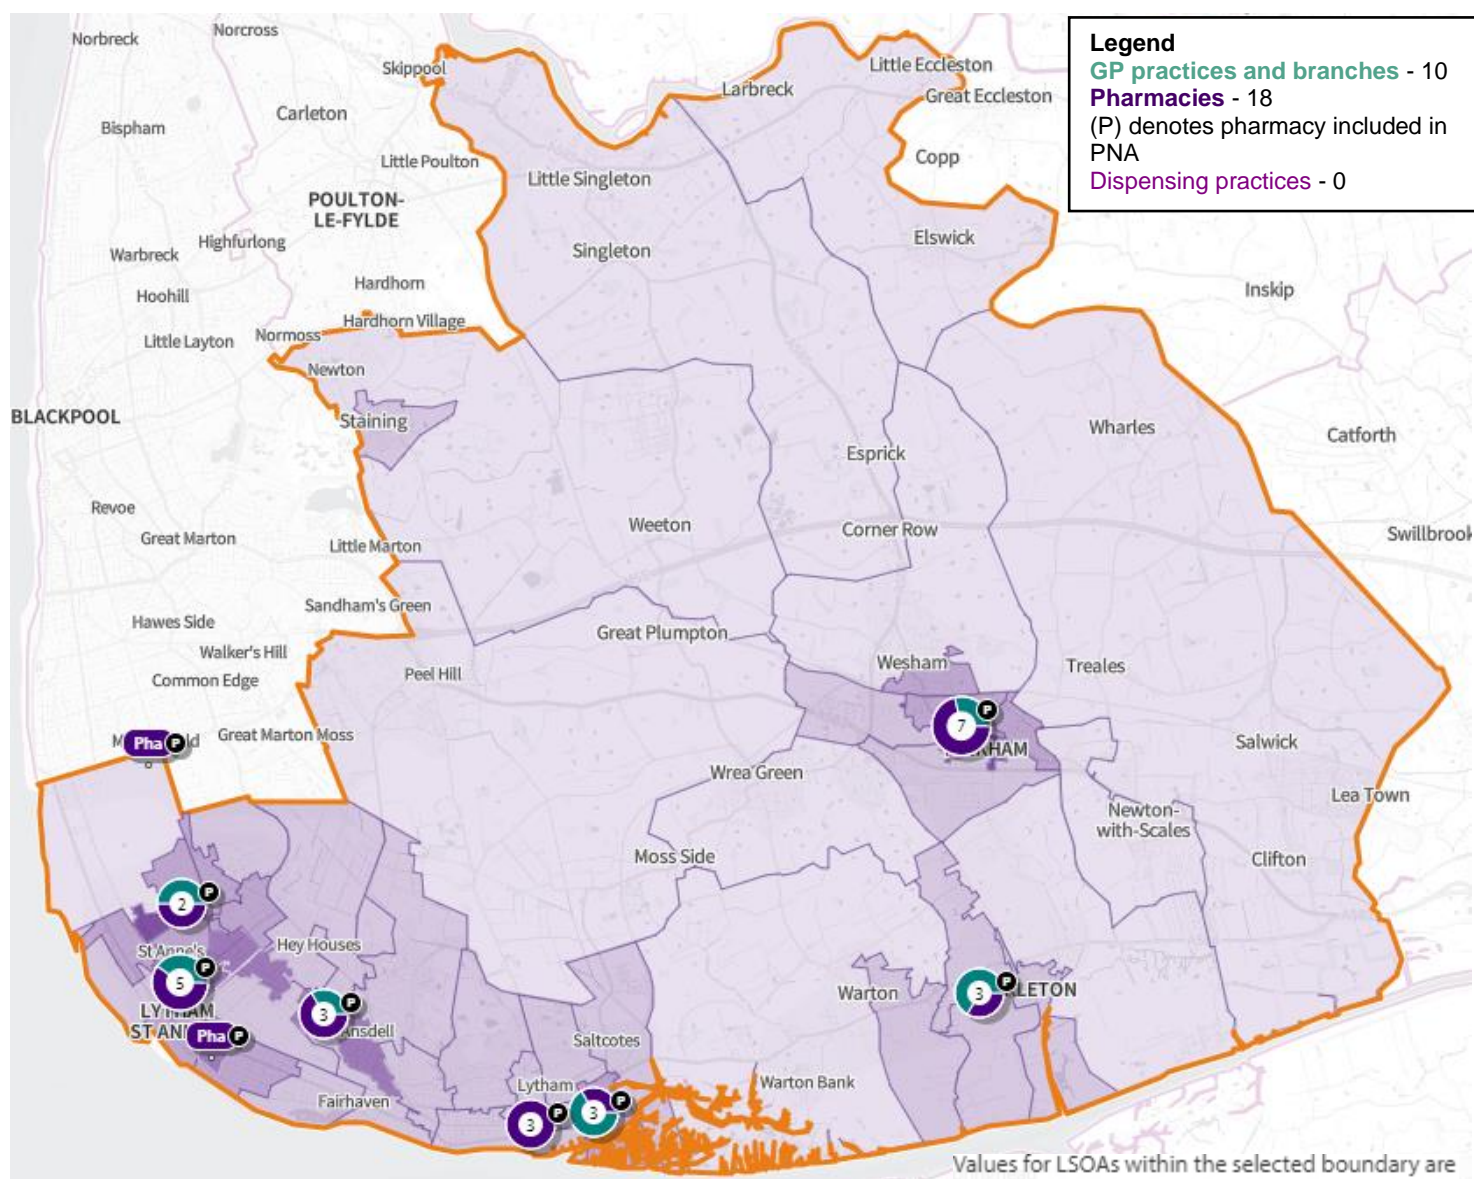 Norbreck
Norcross
Skippool
Little Eccleston
Larbreck
Great Eccleston
Legend
GP practices and branches - 10
Pharmacies - 18
(P) denotes pharmacy included in
PNA
Dispensing practices - 0
Carleton
Bispham
Little Poulton
Copp
Little Singleton
POULTON-
LE-FYLDE
Warbreck
Highfurlong
Singleton
Elswick
Hardhorn
Hoohill
Inskip
Hardhorn Village
Little Layton
Normoss
Newton
BLACKPOOL
Staining
Wharles
Catforth
Esprick
Revoe
Weeton
Corner Row
Great Marton
Little Marton
Swillbrook
Sandham's Green
Hawes Side
Great Plumpton
Walker's Hill
Common Edge
Peel Hill
Wesham
Treales
P
7
KHAM
Pha
P
d
Great Marton Moss
Salwick
Wrea Green
Lea Town
Newton-
with-Scales
Moss Side
Clifton
P
2
St Anne's
Hey Houses
P
5
LYTHAM
ST AN
Pha
P
P
3
Ansdell
Warton
P
3
LETON
Saltcotes
Lytham
Warton Bank
Fairhaven
P
3
P
3
Values for LSOAs within the selected boundary are